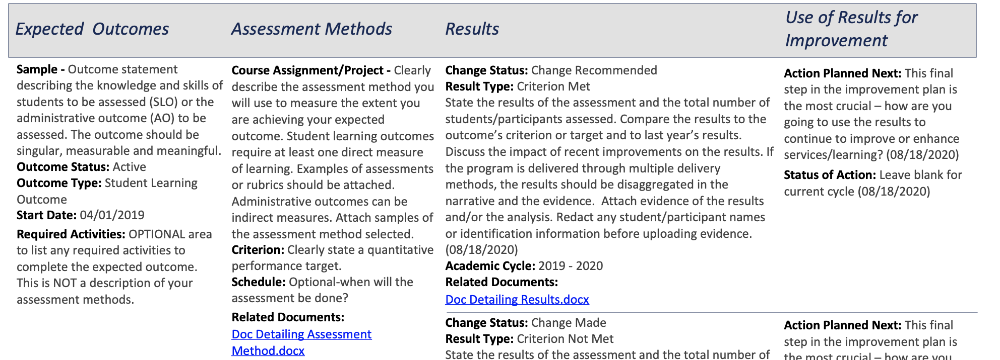 Expected  Outcomes
Assessment Methods
Results
Use of Results for
Improvement
Sample - Outcome statement
describing the knowledge and skills of
students to be assessed (SLO) or the
administrative outcome (AO) to be
assessed. The outcome should be
singular, measurable and meaningful.
Outcome Status: Active
Outcome Type: Student Learning
Outcome
Start Date: 04/01/2019
Required Activities: OPTIONAL area
to list any required activities to
complete the expected outcome.
This is NOT a description of your
assessment methods.
Course Assignment/Project - Clearly
describe the assessment method you
will use to measure the extent you
are achieving your expected
outcome. Student learning outcomes
require at least one direct measure
of learning. Examples of assessments
or rubrics should be attached.
Administrative outcomes can be
indirect measures. Attach samples of
the assessment method selected.
Criterion: Clearly state a quantitative
performance target.
Schedule: Optional-when will the
assessment be done?
Related Documents:
Doc Detailing Assessment
Method.docx
Change Status: Change Recommended
Result Type: Criterion Met
State the results of the assessment and the total number of
students/participants assessed. Compare the results to the
outcome’s criterion or target and to last year’s results.
Discuss the impact of recent improvements on the results. If
the program is delivered through multiple delivery
methods, the results should be disaggregated in the
narrative and the evidence.  Attach evidence of the results
and/or the analysis. Redact any student/participant names
or identification information before uploading evidence.
(08/18/2020)
Academic Cycle: 2019 - 2020
Related Documents:
Doc Detailing Results.docx
Action Planned Next: This final
step in the improvement plan is
the most crucial – how are you
going to use the results to
continue to improve or enhance
services/learning? (08/18/2020)
Status of Action: Leave blank for
current cycle (08/18/2020)
Change Status: Change Made
Result Type: Criterion Not Met
State the results of the assessment and the total number of
Action Planned Next: This final
step in the improvement plan is
the most crucial – how are you